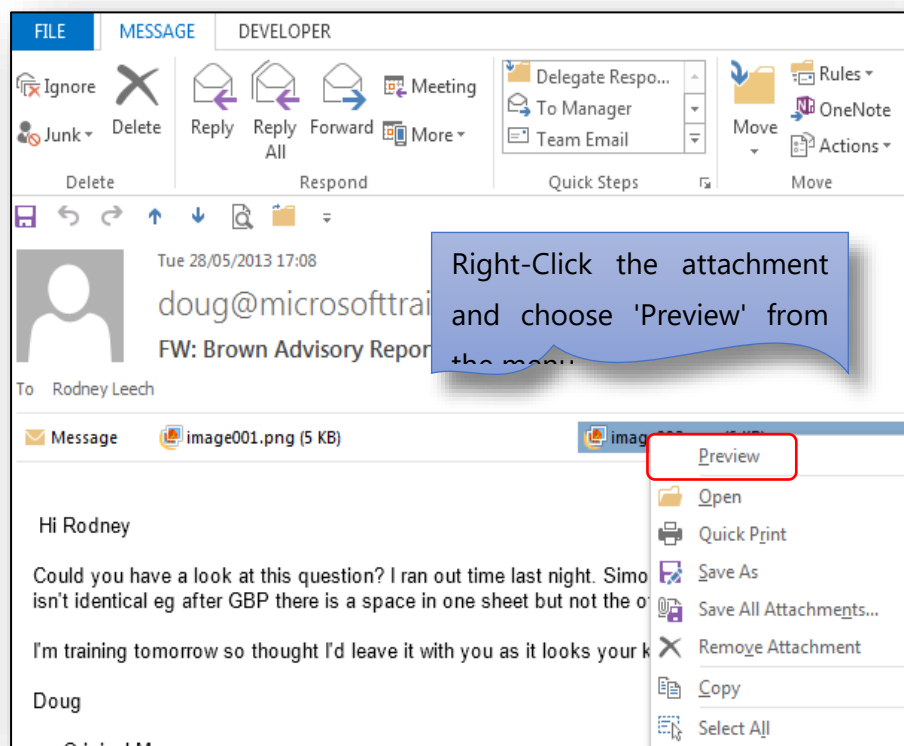 FILE MESSAGE DEVELOPER
Ignore
Junk
Delete
Reply
Reply All
Forward
Meeting
More
Delegate Respo...
To Manager
Team Email
Move
Rules
OneNote
Actions
Delete Respond Quick Steps Move
Tue 28/05/2013 17:08
doug@microsofttrai
FW: Brown Advisory Repor
Right-Click the attachment
and choose 'Preview' from
the menu
To Rodney Leech
Message image001.png (5 KB) imag
Preview
Open
Quick Print
Save As
Save All Attachments...
Remove Attachment
Copy
Select All
Hi Rodney
Could you have a look at this question? I ran out time last night. Simo
isn't identical eg after GBP there is a space in one sheet but not the o
I'm training tomorrow so thought I'd leave it with you as it looks your k
Doug